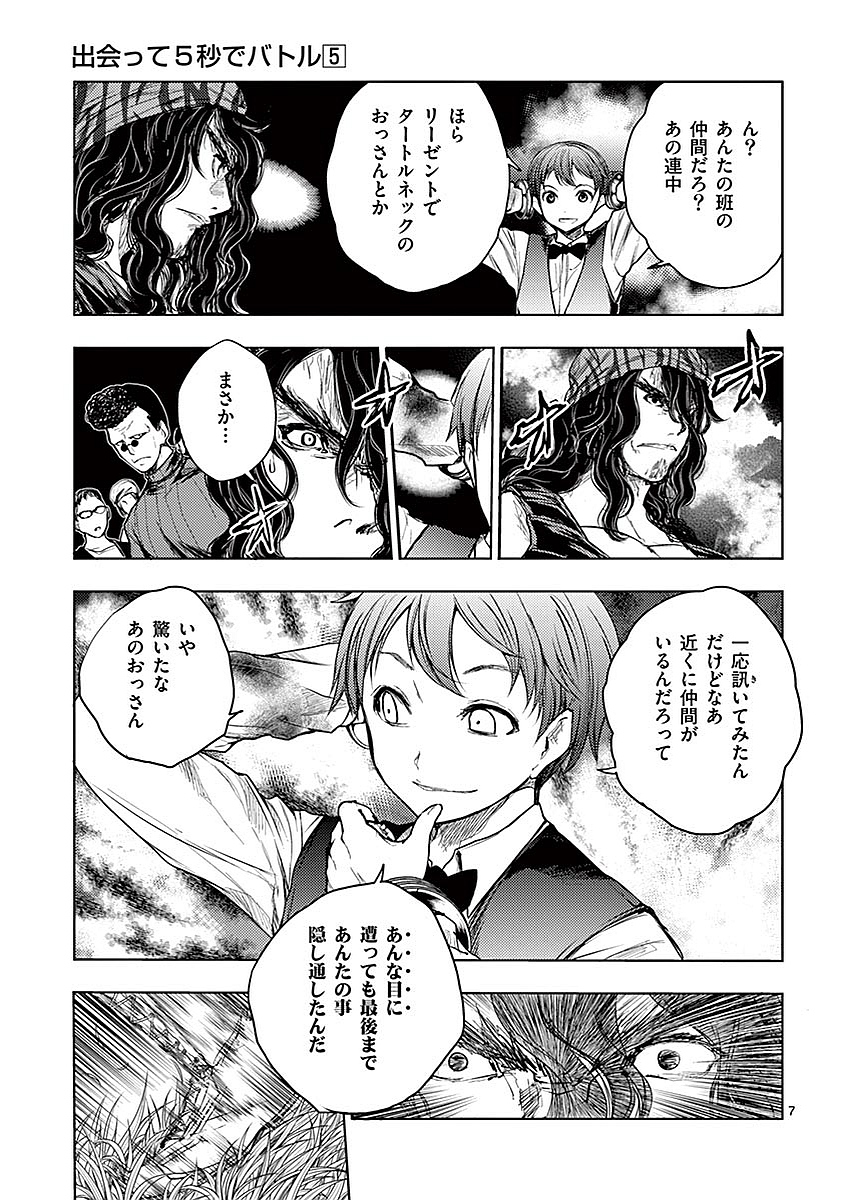 出会って5秒でバトル5
ん?
あんたの班の
仲間だろ?
あの連中
ほら
リーゼントで
タートルネックの
おっさんとか
オ
オ
オ
オ
まさか…
一応訊いてみたん
だけどなあ
近くに仲間が
いるんだろって
いや
驚いたな
あのおっさん
あんな目に
遭っても最後まで
あんたの事
隠し通したんだ
7